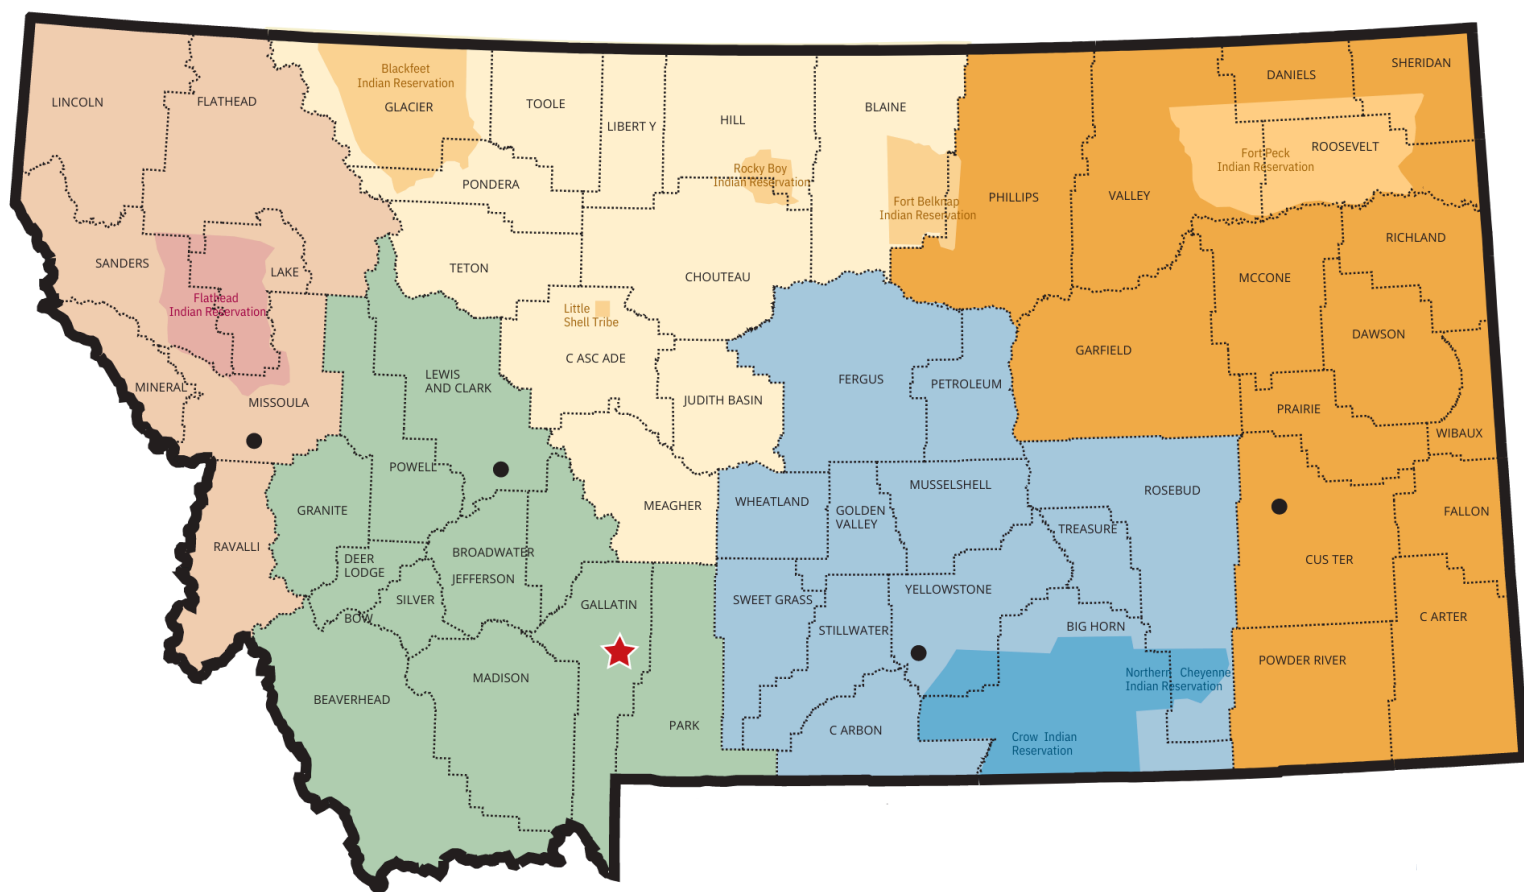 LINCOLN
FLATHEAD
Blackfeet
Indian Reservation
GLACIER
TOOLE
LIBERT Y
HILL
BLAINE
DANIELS
SHERIDAN
ROOSEVELT
Fort Peck
Indian Reservation
Rocky Boy
Indian Reservation
PONDERA
Fort Belknap
Indian Reservation
PHILLIPS
VALLEY
RICHLAND
SANDERS
LAKE
TETON
CHOUTEAU
MCCONE
Flathead
Indian Reservation
Little
Shell Tribe
DAWSON
C ASC ADE
GARFIELD
MINERAL
MISSOULA
LEWIS
AND CLARK
JUDITH BASIN
FERGUS
PETROLEUM
PRAIRIE
WIBAUX
POWELL
MEAGHER
WHEATLAND
GOLDEN
VALLEY
MUSSELSHELL
ROSEBUD
FALLON
GRANITE
TREASURE
RAVALLI
DEER
LODGE
BROADWATER
JEFFERSON
CUS TER
SILVER
BOW
GALLATIN
SWEET GRASS
YELLOWSTONE
STILLWATER
BIG HORN
C ARTER
POWDER RIVER
BEAVERHEAD
MADISON
Northern Cheyenne
Indian Reservation
PARK
C ARBON
Crow Indian
Reservation